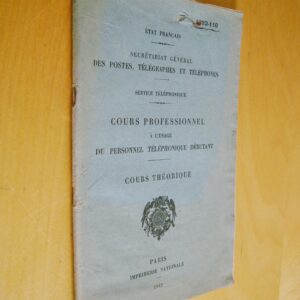 ÉTAT FRANÇAIS
SECRÉTARIAT GÉNÉRAL
DES POSTES, TÉLÉGRAPHES ET TÉLÉPHONES
SERVICE TÉLÉPHONIQUE
COURS PROFESSIONNEL
À L'USAGE
DU PERSONNEL TÉLÉPHONIQUE DÉBUTANT
COURS THÉORIQUE
PARIS
IMPRIMERIE NATIONALE